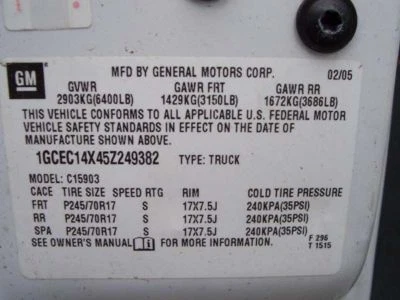 MFD BY GENERAL MOTORS CORP. 02/05
GM
GVWR GAWR FRT GAWR RR
2903KG(6400LB) 1429KG(3150LB) 1672KG(3686LB)
THIS VEHICLE CONFORMS TO ALL APPLICABLE U.S. FEDERAL MOTOR
VEHICLE SAFETY STANDARDS IN EFFECT ON THE DATE OF
MANUFACTURE SHOWN ABOVE.
1GCEC14X45Z249382 TYPE: TRUCK
MODEL: C15903
CACE TIRE SIZE SPEED RTG RIM COLD TIRE PRESSURE
FRT P245/70R17 S 17X7.5J 240KPA(35PSI)
RR P245/70R17 S 17X7.5J 240KPA(35PSI)
SPA P245/70R17 S 17X7.5J 240KPA(35PSI)
SEE OWNER'S MANUAL FOR MORE INFORMATION. F 296
T 1515